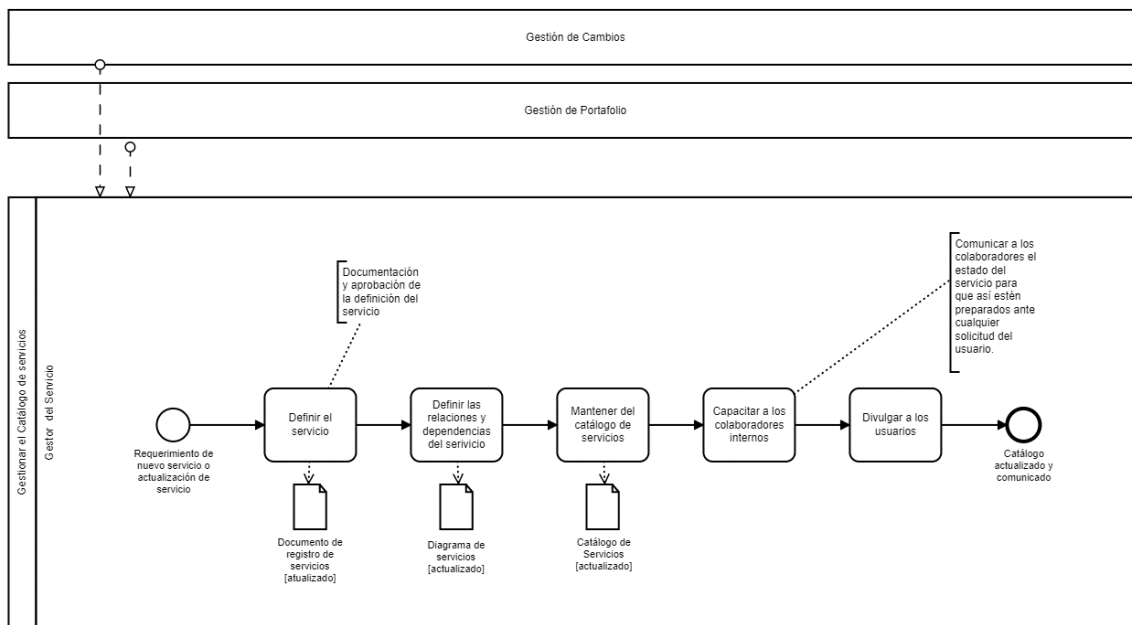 Gestión de Cambios
Gestión de Portafolio
Gestionar el Catálogo de servicios
Gestor del Servicio
Documentación
y aprobación de
la definición del
servicio
Comunicar a los
colaboradores el
estado del
servicio para
que así estén
preparados ante
cualquier
solicitud del
usuario.
Requerimiento de
nuevo servicio o
actualización de
servicio
Definir el
servicio
Definir las
relaciones y
dependencias
del servicio
Mantener del
catálogo de
servicios
Capacitar a los
colaboradores
internos
Divulgar a los
usuarios
Catálogo
actualizado y
comunicado
Documento de
registro de
servicios
[atualizado]
Diagrama de
servicios
[actualizado]
Catálogo de
Servicios
[actualizado]